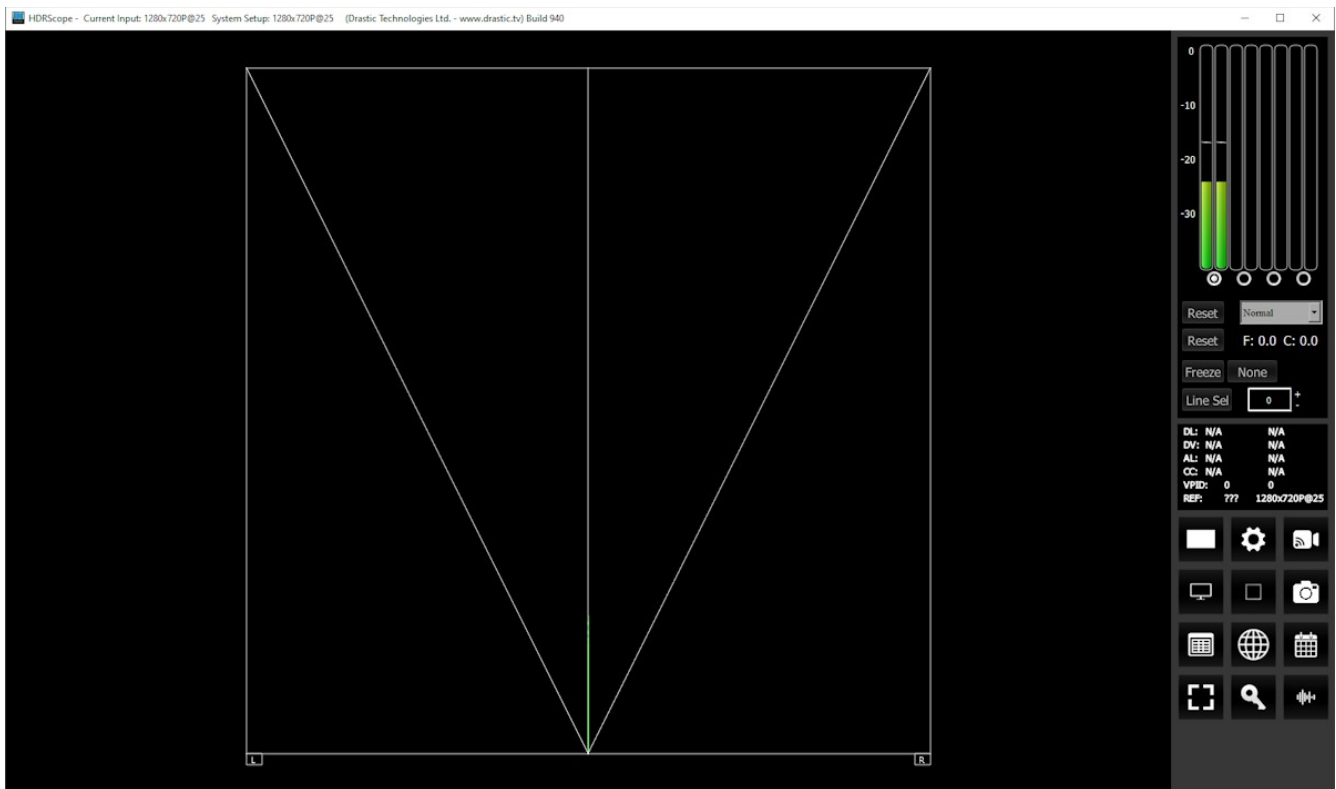 HDRScope - Current Input: 1280x720P@25 System Setup: 1280x720P@25 (Drastic Technologies Ltd. - www.drastic.tv) Build 940
0
-10
-20
-30
Reset Normal
Reset F: 0.0 C: 0.0
Freeze None
Line Sel 0 + -
DL: N/A N/A
DV: N/A N/A
AL: N/A N/A
CC: N/A N/A
VPID: 0 0
REF: ??? 1280x720P@25
L R